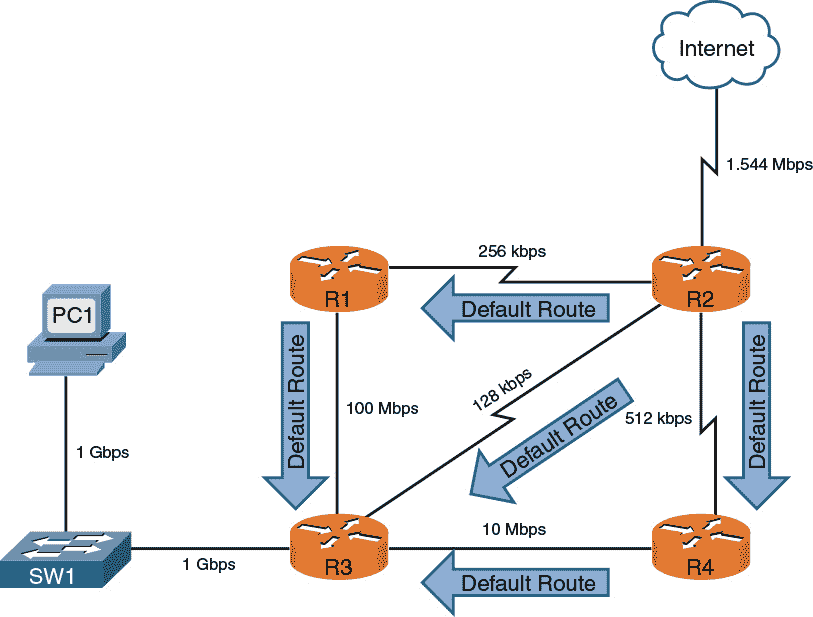 Internet
1.544 Mbps
256 kbps
R1
R2
Default Route
PC1
Default Route
128 kbps
Default Route
100 Mbps
512 kbps
Default Route
1 Gbps
10 Mbps
SW1
1 Gbps
R3
R4
Default Route